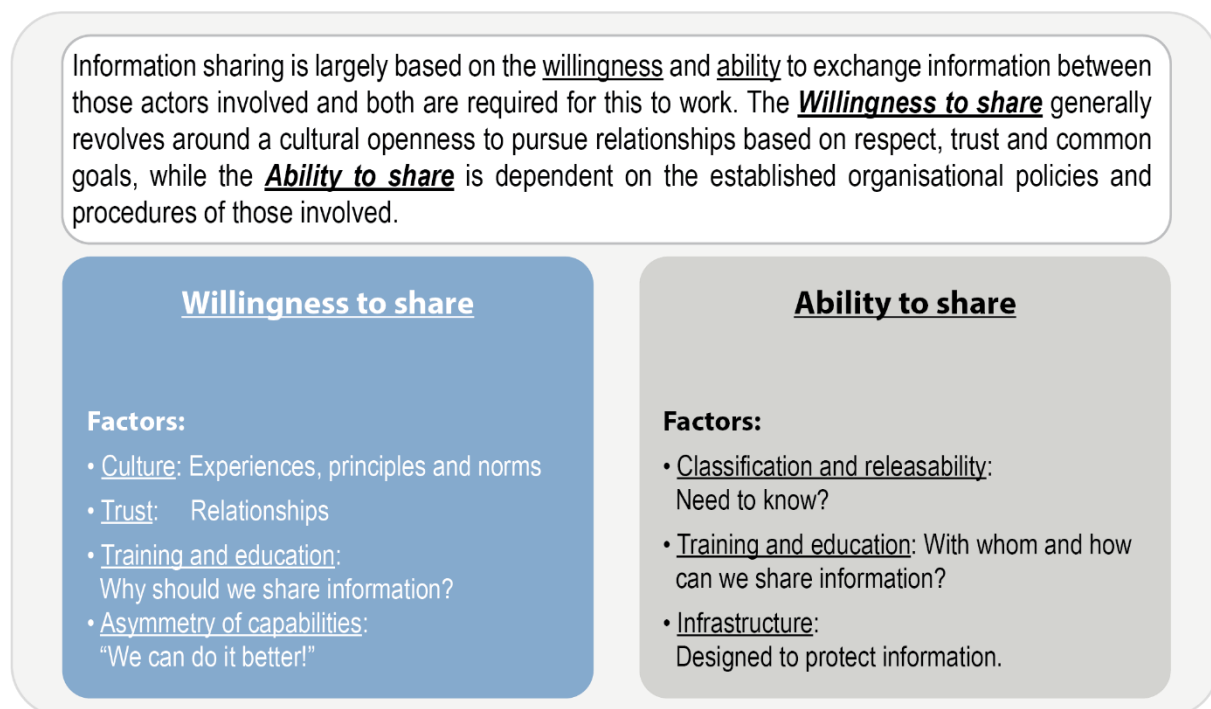 Information sharing is largely based on the willingness and ability to exchange information between
those actors involved and both are required for this to work. The Willingness to share generally
revolves around a cultural openness to pursue relationships based on respect, trust and common
goals, while the Ability to share is dependent on the established organisational policies and
procedures of those involved.
Willingness to share
Factors:
• Culture: Experiences, principles and norms
• Trust: Relationships
• Training and education:
Why should we share information?
• Asymmetry of capabilities:
“We can do it better!”
Ability to share
Factors:
• Classification and releasability:
Need to know?
• Training and education: With whom and how
can we share information?
• Infrastructure:
Designed to protect information.